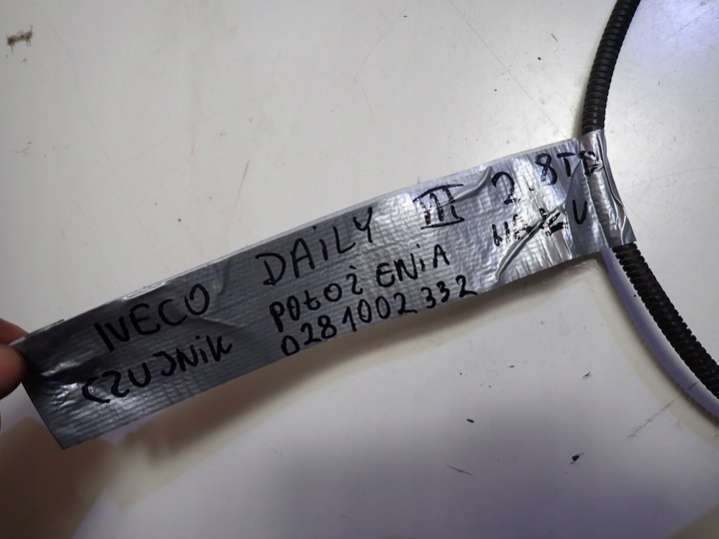 IVECO DAiLY III 2.8TD
CZUJNiK POŁOŻENiA
0281002332